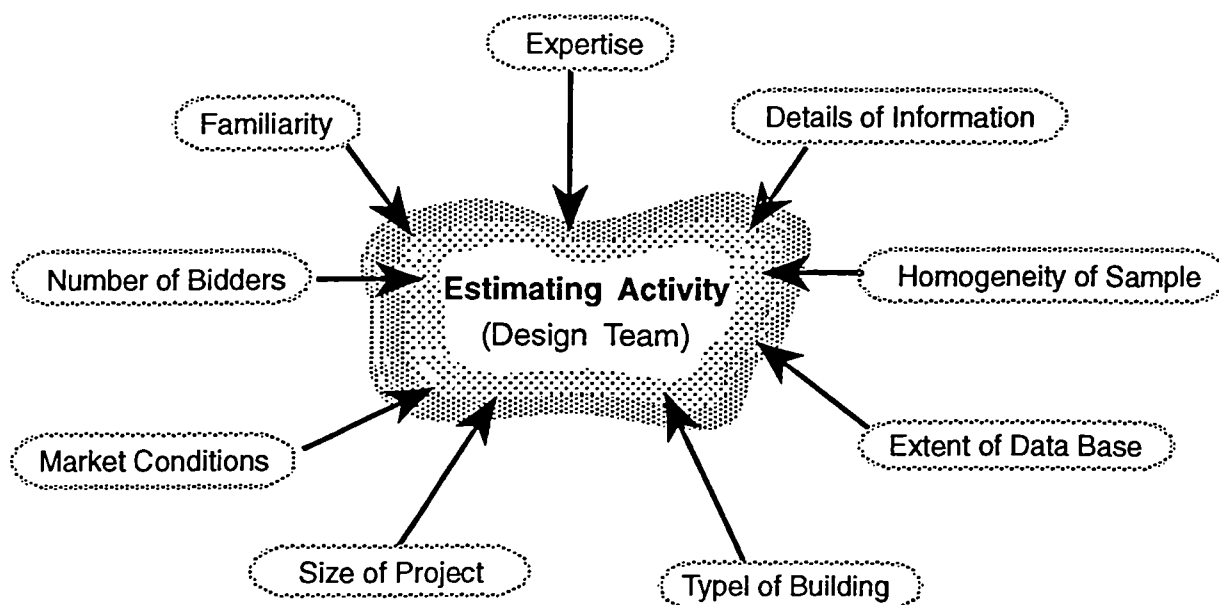 Expertise
Familiarity
Details of Information
Number of Bidders
Estimating Activity
(Design Team)
Homogeneity of Sample
Market Conditions
Extent of Data Base
Size of Project
Typel of Building